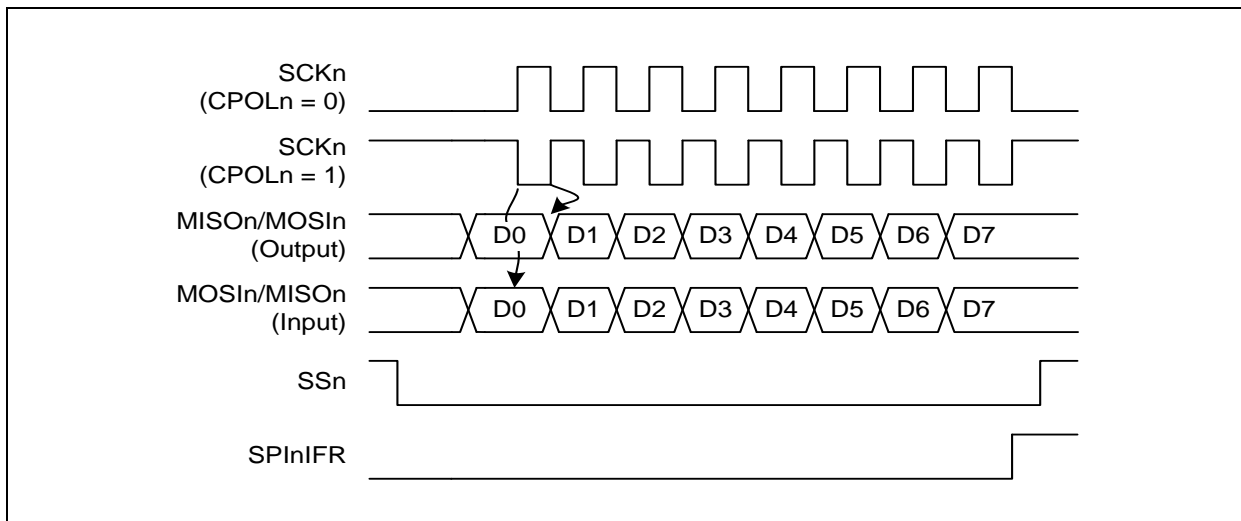 SCKn
(CPOLn = 0)
SCKn
(CPOLn = 1)
MISOn/MOSIn
(Output)
D0 D1 D2 D3 D4 D5 D6 D7
MOSIn/MISOn
(Input)
D0 D1 D2 D3 D4 D5 D6 D7
SSn
SPInIFR